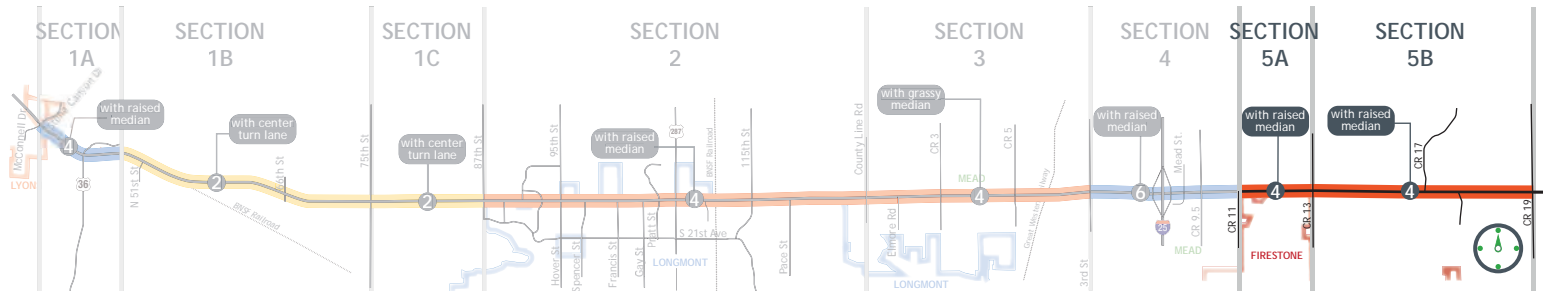 SECTION
1A
SECTION
1B
SECTION
1C
SECTION
2
SECTION
3
SECTION
4
SECTION
5A
SECTION
5B
McConnell Dr
LYON
4
with raised
median
36
N 51st St
2
with center
turn lane
BNSF Railroad
75th St
with center
turn lane
2
87th St
95th St
Hover St
Spencer St
Francis St
Gay St
Pratt St
with raised
median
287
4
BNSF Railroad
115th St
S 21st Ave
LONGMONT
Pace St
County Line Rd
Elmore Rd
with grassy
median
CR 3
MEAD
4
CR 5
Great Western Railway
LONGMONT
3rd St
with raised
median
6
25
Mead St.
CR 9.5
MEAD
CR 11
with raised
median
4
FIRESTONE
CR 13
with raised
median
4
CR 17
CR 19